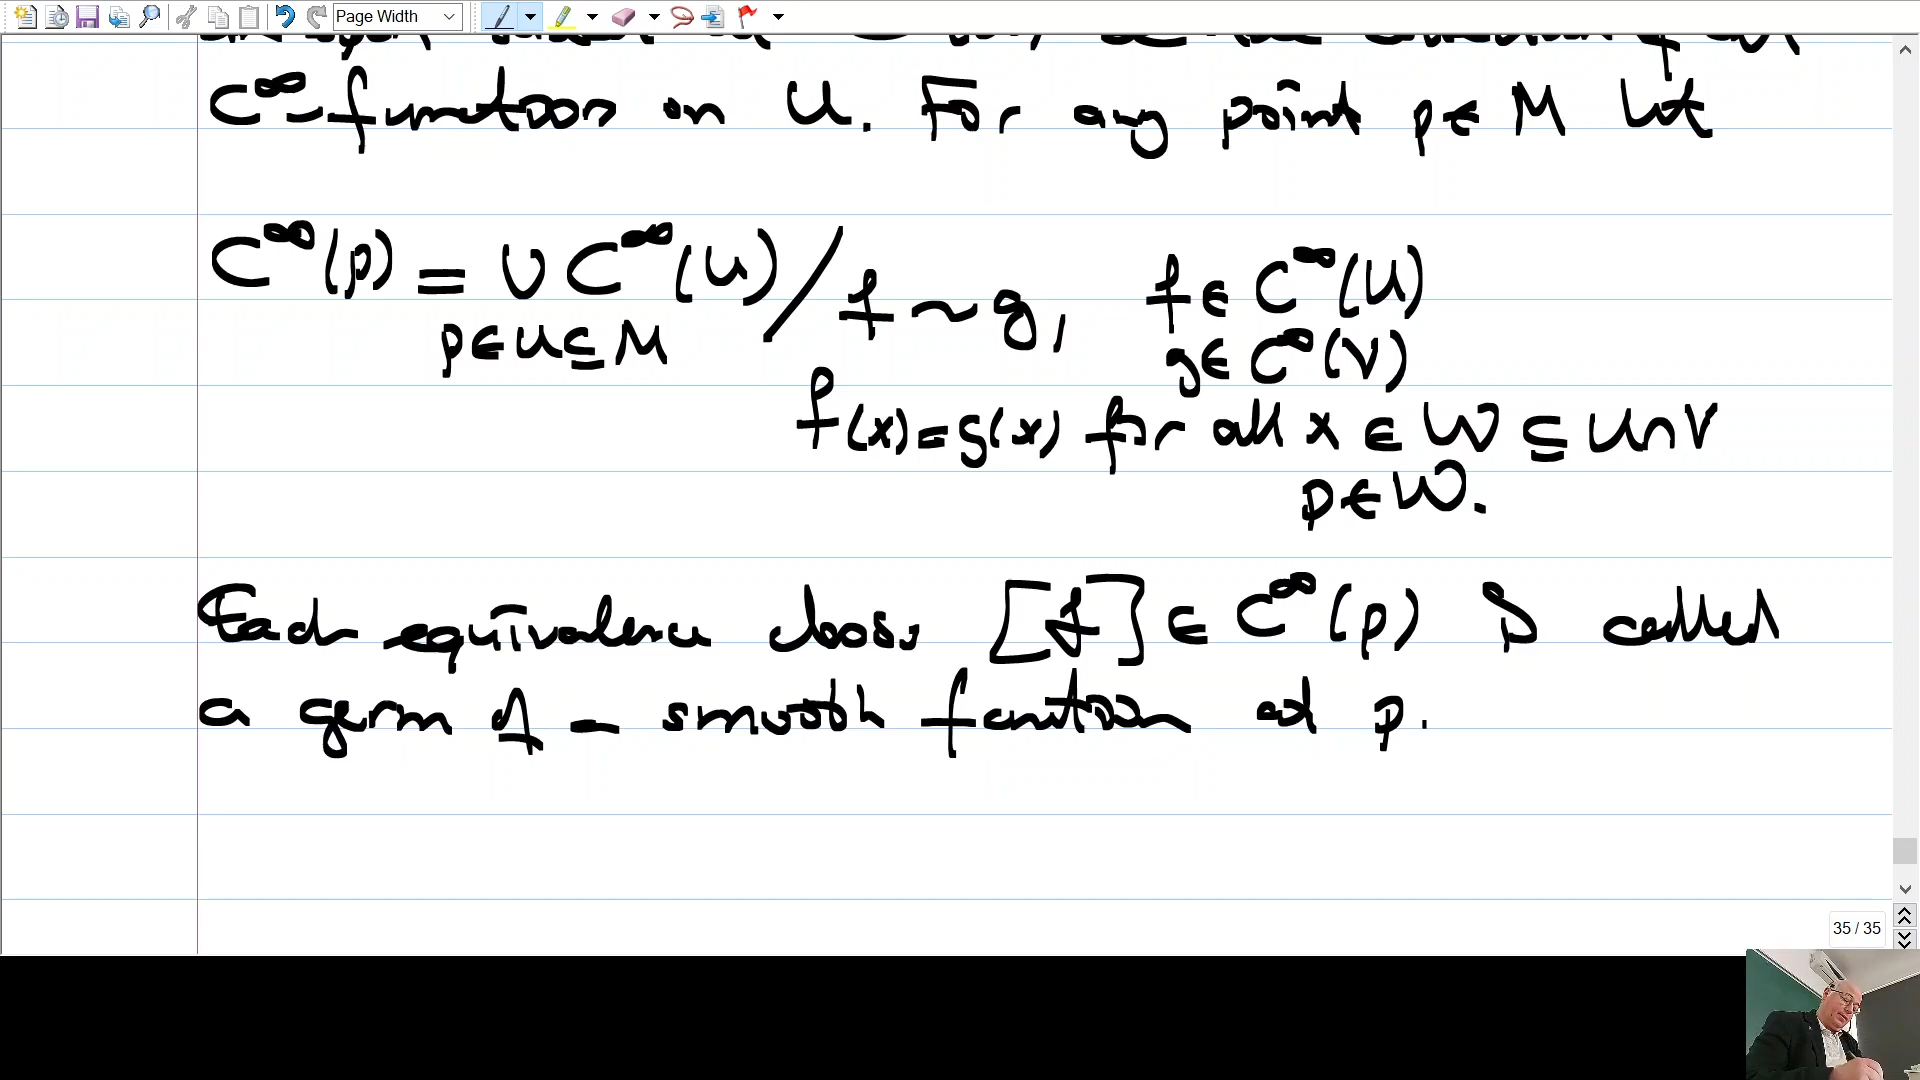 Page Width
C^∞-functions on U. For any point p ∈ M let
C^∞(p) = ∪ C^∞(U) / f ~ g, f ∈ C^∞(U)
p ∈ U ⊆ M
g ∈ C^∞(V)
f(x) = g(x) for all x ∈ W ⊆ U∩V
p ∈ W.
Each equivalence class [f] ∈ C^∞(p) is called
a germ of a smooth function at p.
35 / 35